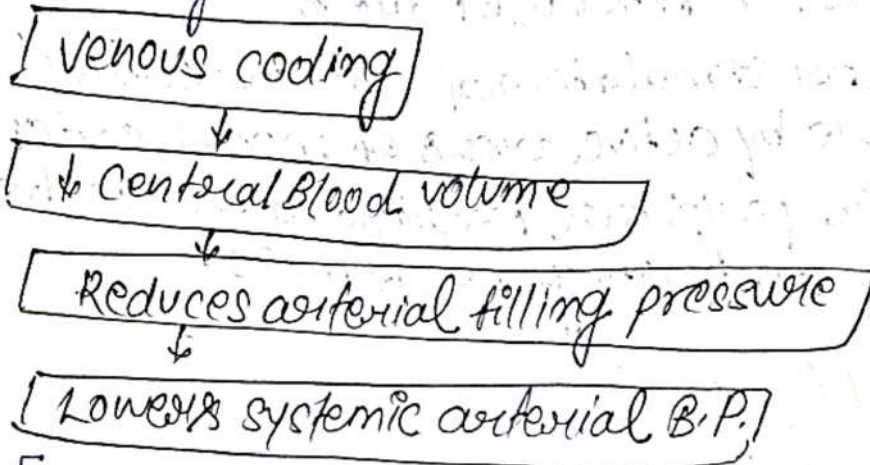 venous coding
↓
↓ Central Blood volume
↓
Reduces arterial filling pressure
↓
Lowers systemic arterial B.P.